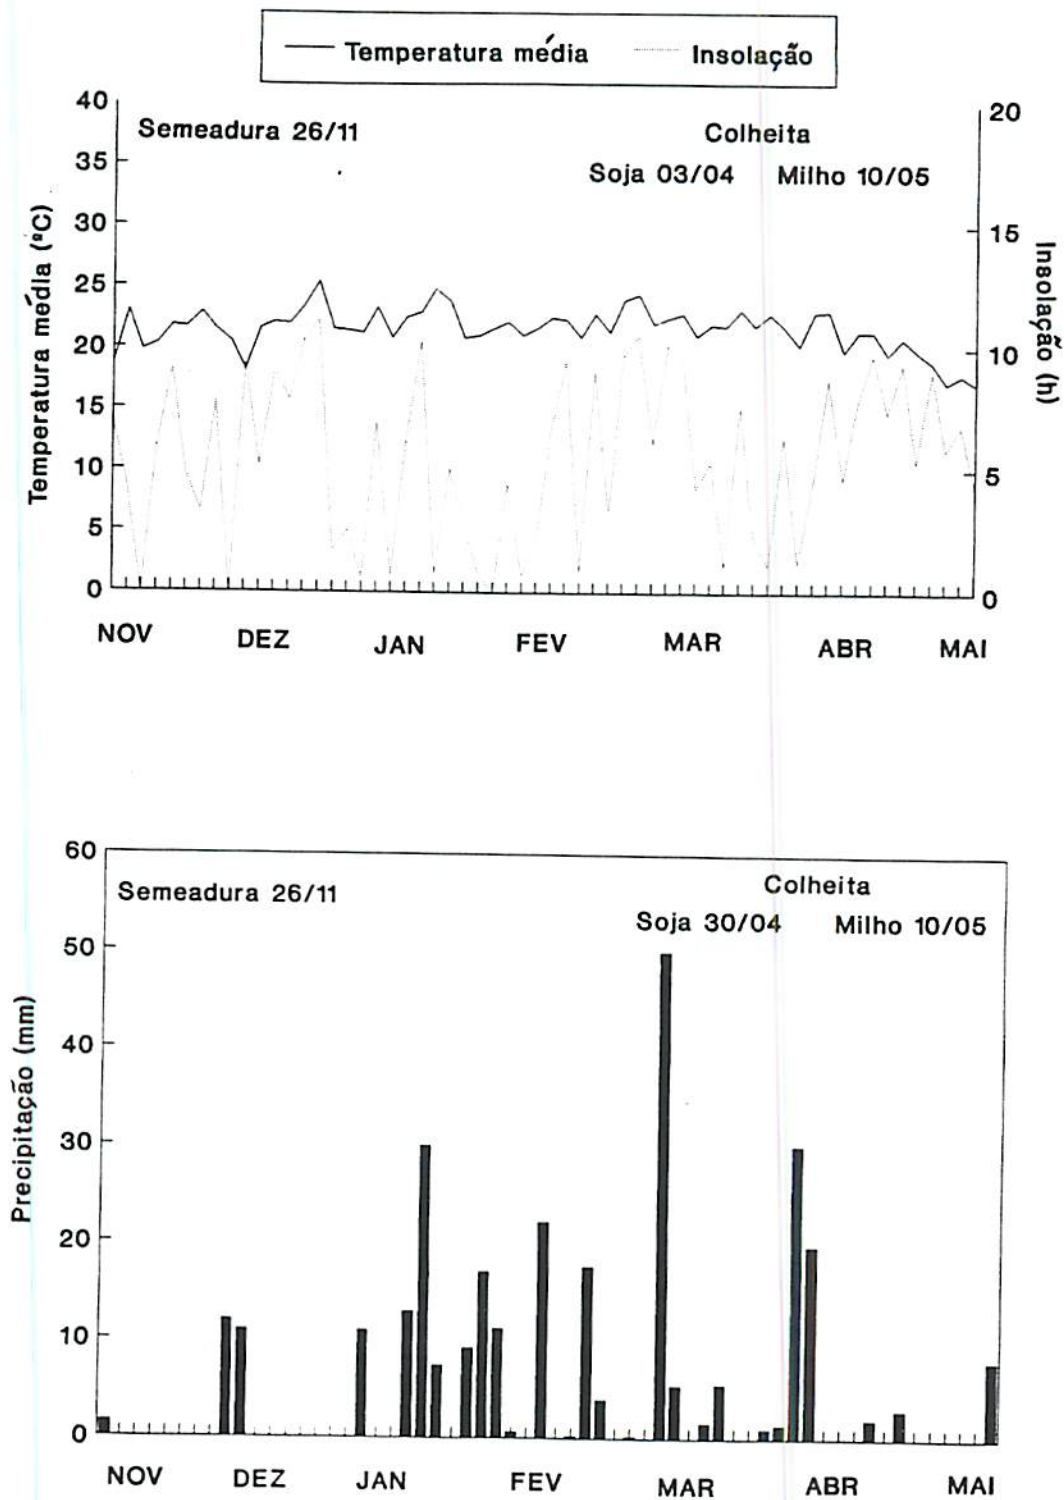 Temperatura média Insolação
40 20
Semeadura 26/11 Colheita
35
Soja 03/04 Milho 10/05
30 15
25
20 10
15
10 5
5
0 0
Temperatura média (ºC)
Insolação (h)
NOV DEZ JAN FEV MAR ABR MAI
60
Semeadura 26/11 Colheita
Soja 30/04 Milho 10/05
50
40
30
20
10
0
Precipitação (mm)
NOV DEZ JAN FEV MAR ABR MAI